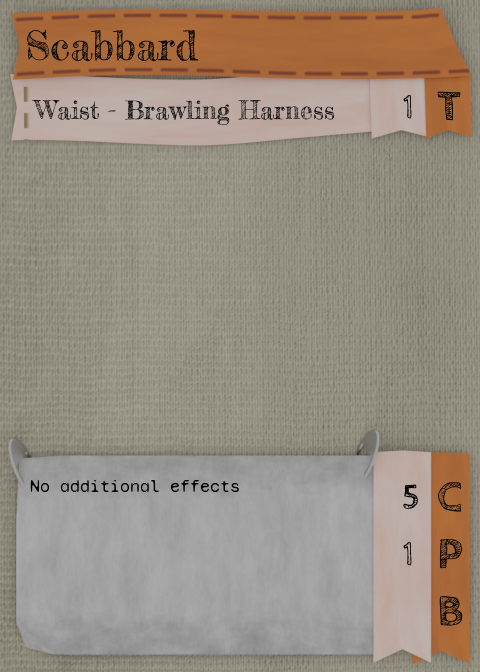 Scabbard
Waist - Brawling Harness 1 T
No additional effects 5 C
1 P
B